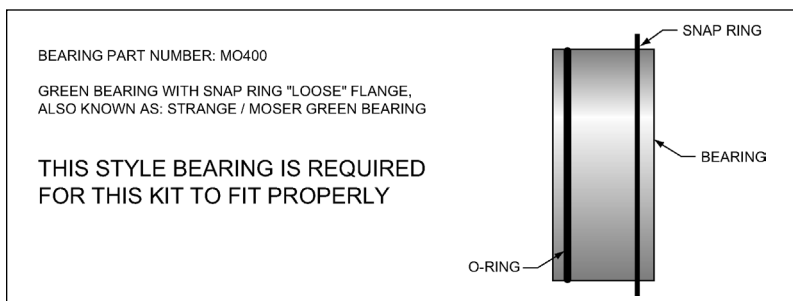 BEARING PART NUMBER: MO400
GREEN BEARING WITH SNAP RING "LOOSE" FLANGE,
ALSO KNOWN AS: STRANGE / MOSER GREEN BEARING
THIS STYLE BEARING IS REQUIRED
FOR THIS KIT TO FIT PROPERLY
SNAP RING
BEARING
O-RING